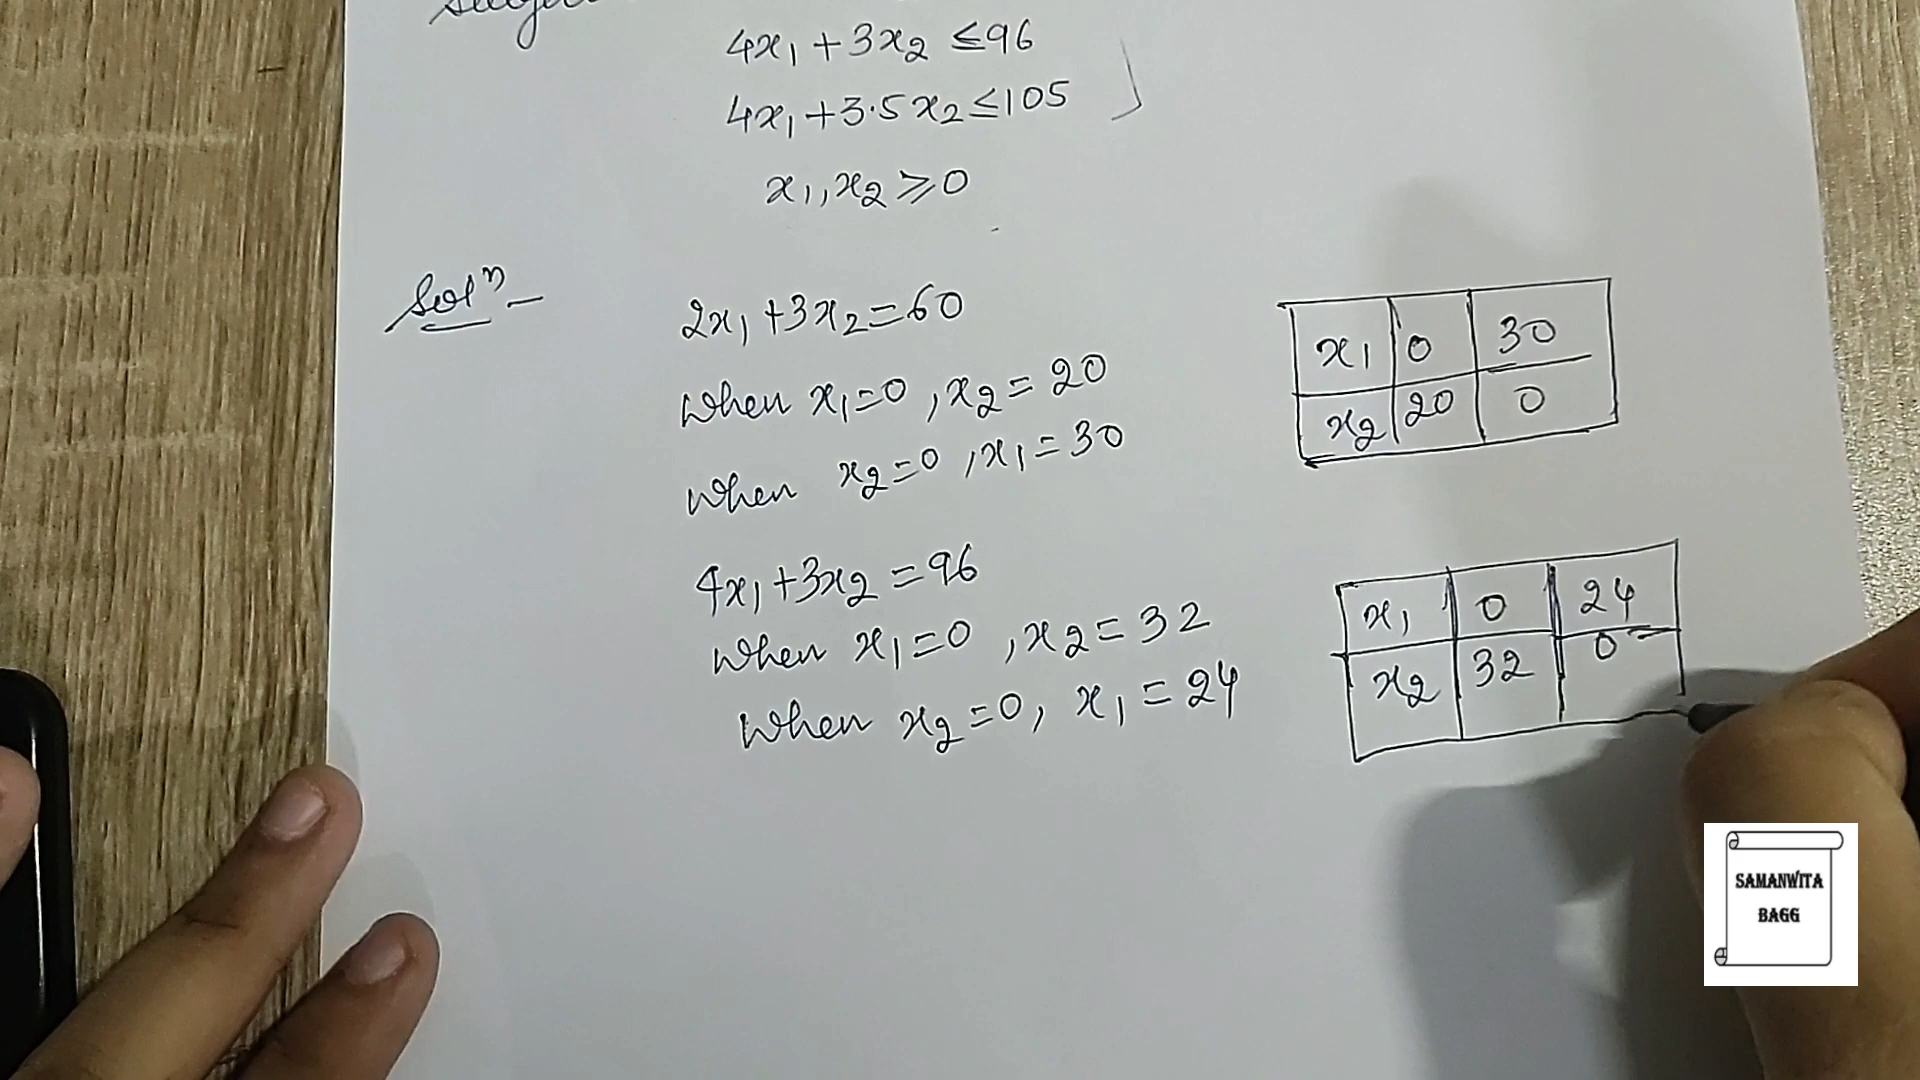 4x₁ + 3x₂ ≤ 96
4x₁ + 3.5x₂ ≤ 105
x₁, x₂ ≥ 0
Solⁿ -
2x₁ + 3x₂ = 60
When x₁ = 0, x₂ = 20
When x₂ = 0, x₁ = 30
x₁ 0 30
x₂ 20 0
4x₁ + 3x₂ = 96
When x₁ = 0, x₂ = 32
When x₂ = 0, x₁ = 24
x₁ 0 24
x₂ 32 0
SAMANWITA
BAGG